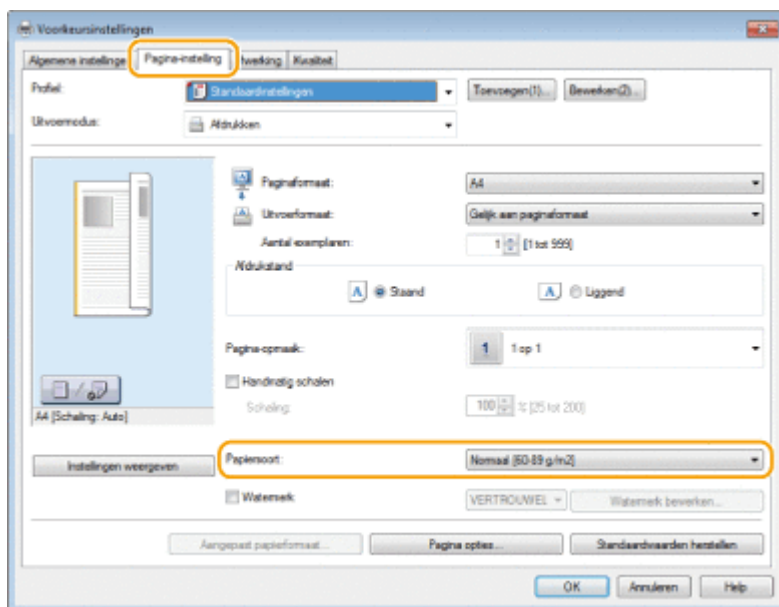 Voorkeursinstellingen
Algemene instellinge Pagina-instelling fwerking Kwaliteit
Profiel: Standaardinstellingen Toevoegen(1)... Bewerken(2)...
Uitvoermodus: Afdrukken
Paginaformaat: A4
Uitvoerformaat: Gelijk aan paginaformaat
Aantal exemplaren: 1 [1 tot 999]
Afdrukstand
A Staand A Liggend
Pagina-opmaak: 1 1 op 1
Handmatig schalen
Schaling: 100 % [25 tot 200]
A4 [Schaling: Auto]
Instellingen weergeven
Papiersoort: Normaal [60-89 g/m2]
Watermerk VERTROUWEL Watermerk bewerken...
Aangepast papierformaat... Pagina opties... Standaardwaarden herstellen
OK Annuleren Help